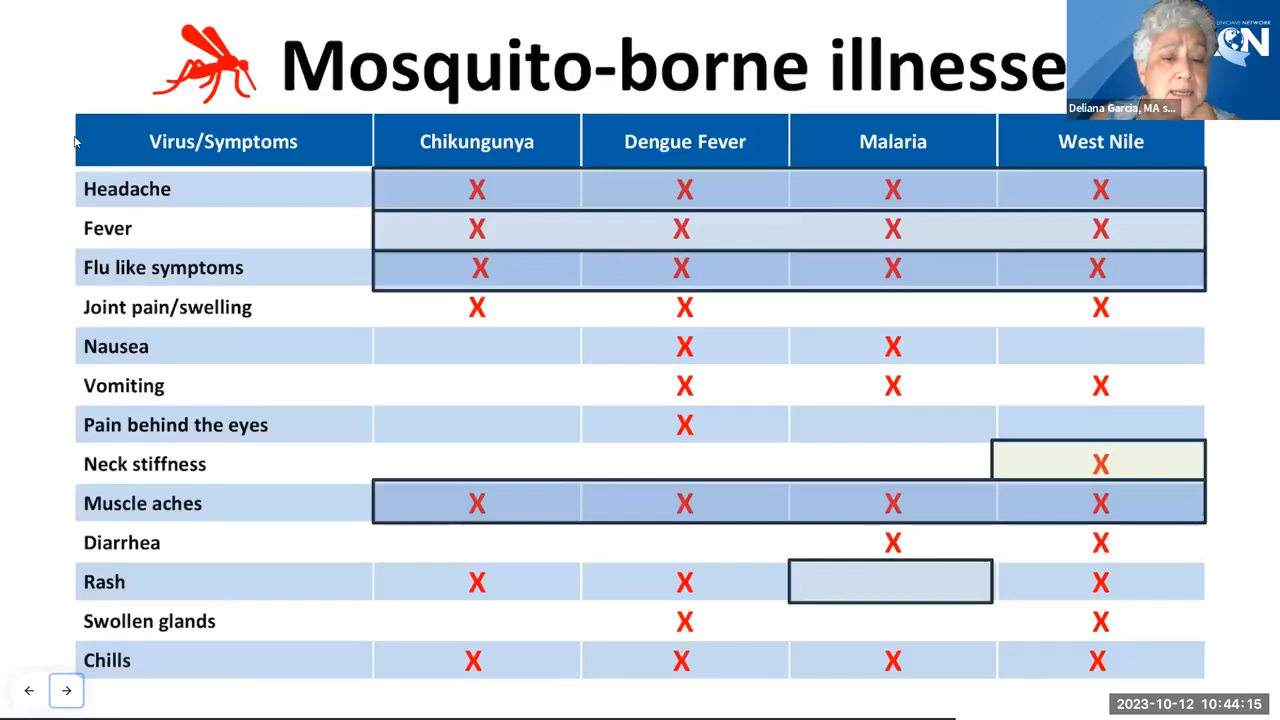 Mosquito-borne illnesse
CLINICIANS NETWORK
N
Deliana Garcia, MA s...
Virus/Symptoms Chikungunya Dengue Fever Malaria West Nile
Headache X X X X
Fever X X X X
Flu like symptoms X X X X
Joint pain/swelling X X X
Nausea X X
Vomiting X X X
Pain behind the eyes X
Neck stiffness X
Muscle aches X X X X
Diarrhea X X
Rash X X X
Swollen glands X X
Chills X X X X
2023-10-12 10:44:15